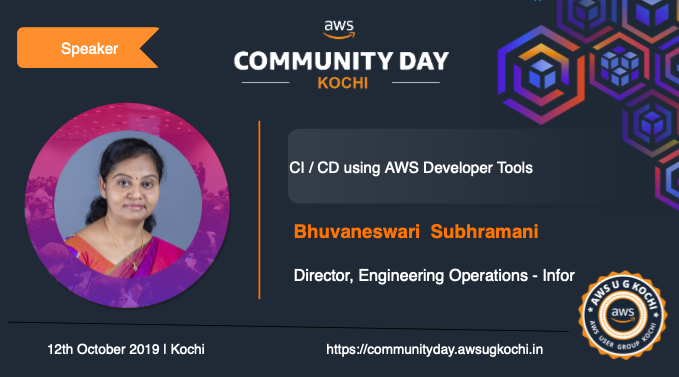 Speaker
aws
COMMUNITY DAY
KOCHI
CI / CD using AWS Developer Tools
Bhuvaneswari Subhramani
Director, Engineering Operations - Infor
AWS U G KOCHI
aws
AWS USER GROUP KOCHI
12th October 2019 | Kochi
https://communityday.awsugkochi.in